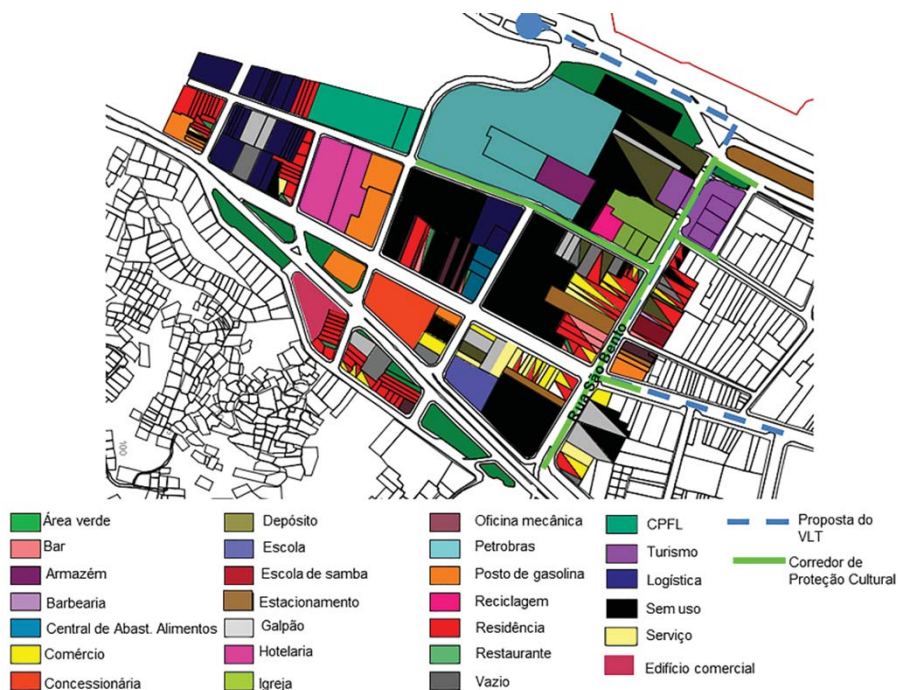 Rua São Bento
100
Área verde
Bar
Armazém
Barbearia
Central de Abast. Alimentos
Comércio
Concessionária
Depósito
Escola
Escola de samba
Estacionamento
Galpão
Hotelaria
Igreja
Oficina mecânica
Petrobras
Posto de gasolina
Reciclagem
Residência
Restaurante
Vazio
CPFL
Turismo
Logística
Sem uso
Serviço
Edifício comercial
Proposta do
VLT
Corredor de
Proteção Cultural